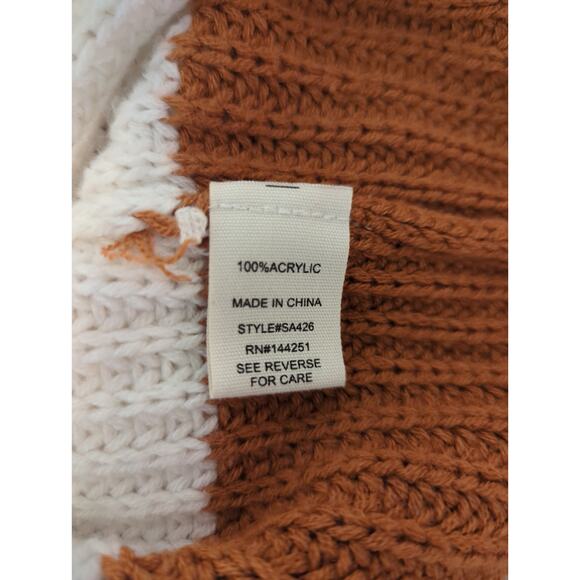 100%ACRYLIC
MADE IN CHINA
STYLE#SA426
RN#144251
SEE REVERSE
FOR CARE